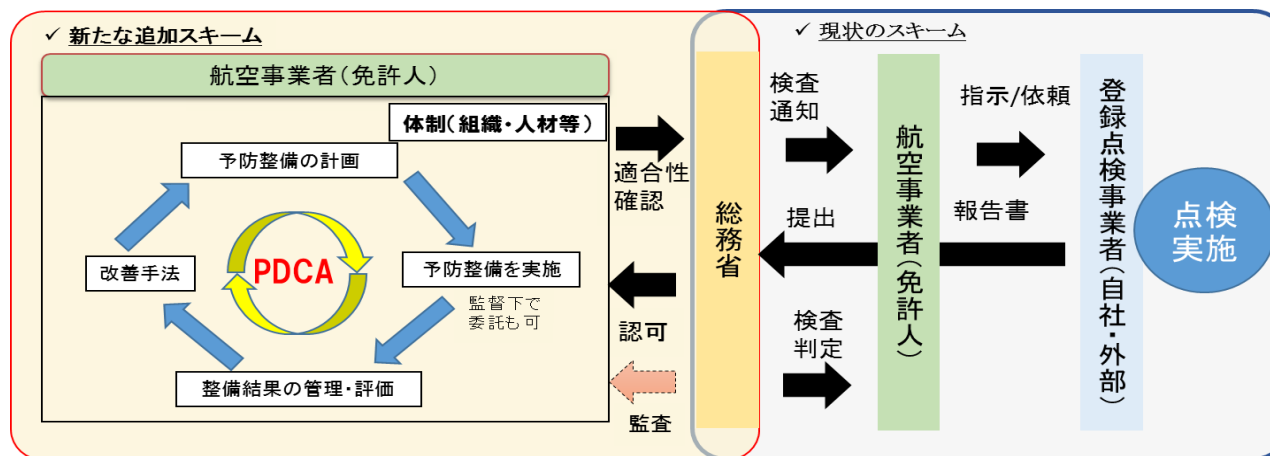 ✓ 新たな追加スキーム
航空事業者(免許人)
体制(組織・人材等)
予防整備の計画
予防整備を実施
監督下で
委託も可
整備結果の管理・評価
改善手法
PDCA
適合性
確認
認可
監査
✓ 現状のスキーム
総務省
検査
通知
提出
検査
判定
航空事業者(免許人)
指示/依頼
報告書
登録点検事業者(自社・外部)
点検
実施